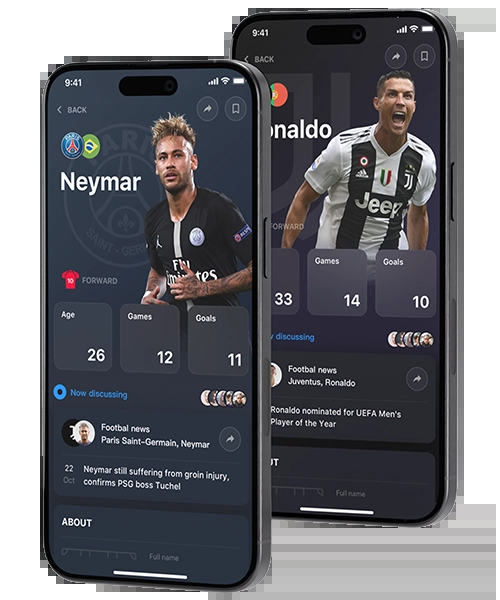 9:41
BACK
Neymar
10 FORWARD
Age
26
Games
12
Goals
11
Now discussing
Footbal news
Paris Saint-Germain, Neymar
22
Oct
Neymar still suffering from groin injury,
confirms PSG boss Tuchel
ABOUT
Full name
9:41
BACK
onaldo
Jeep
FORWARD
33
Games
14
Goals
10
w discussing
Footbal news
Juventus, Ronaldo
Ronaldo nominated for UEFA Men's
Player of the Year
UT
Full name